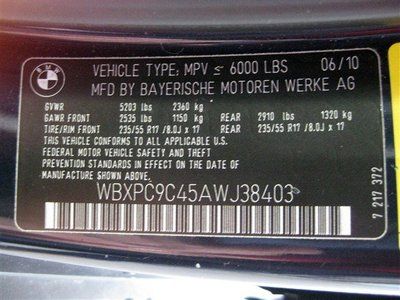 BMW
VEHICLE TYPE: MPV ≤ 6000 LBS 06/10
MFD BY BAYERISCHE MOTOREN WERKE AG
GVWR 5203 lbs 2360 kg
GAWR FRONT 2535 lbs 1150 kg REAR 2910 lbs 1320 kg
TIRE/RIM FRONT 235/55 R17 /8.0J x 17 REAR 235/55 R17 /8.0J x 17
THIS VEHICLE CONFORMS TO ALL APPLICABLE U.S.
FEDERAL MOTOR VEHICLE SAFETY AND THEFT PREVENTION
STANDARDS IN EFFECT ON THE DATE OF MANUFACTURE SHOWN ABOVE.
WBXPC9C45AWJ38403
7 217 372